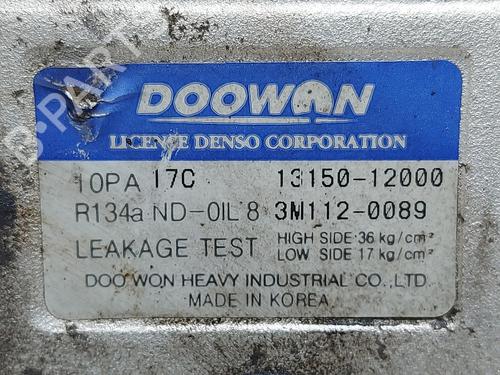 DOOWON
LICENCE DENSO CORPORATION
10PA 17C 13150-12000
R134a ND-OIL 8 3M112-0089
LEAKAGE TEST HIGH SIDE 36 kg/cm²
LOW SIDE 17 kg/cm²
DOO WON HEAVY INDUSTRIAL CO.,LTD.
MADE IN KOREA
B-PARTS